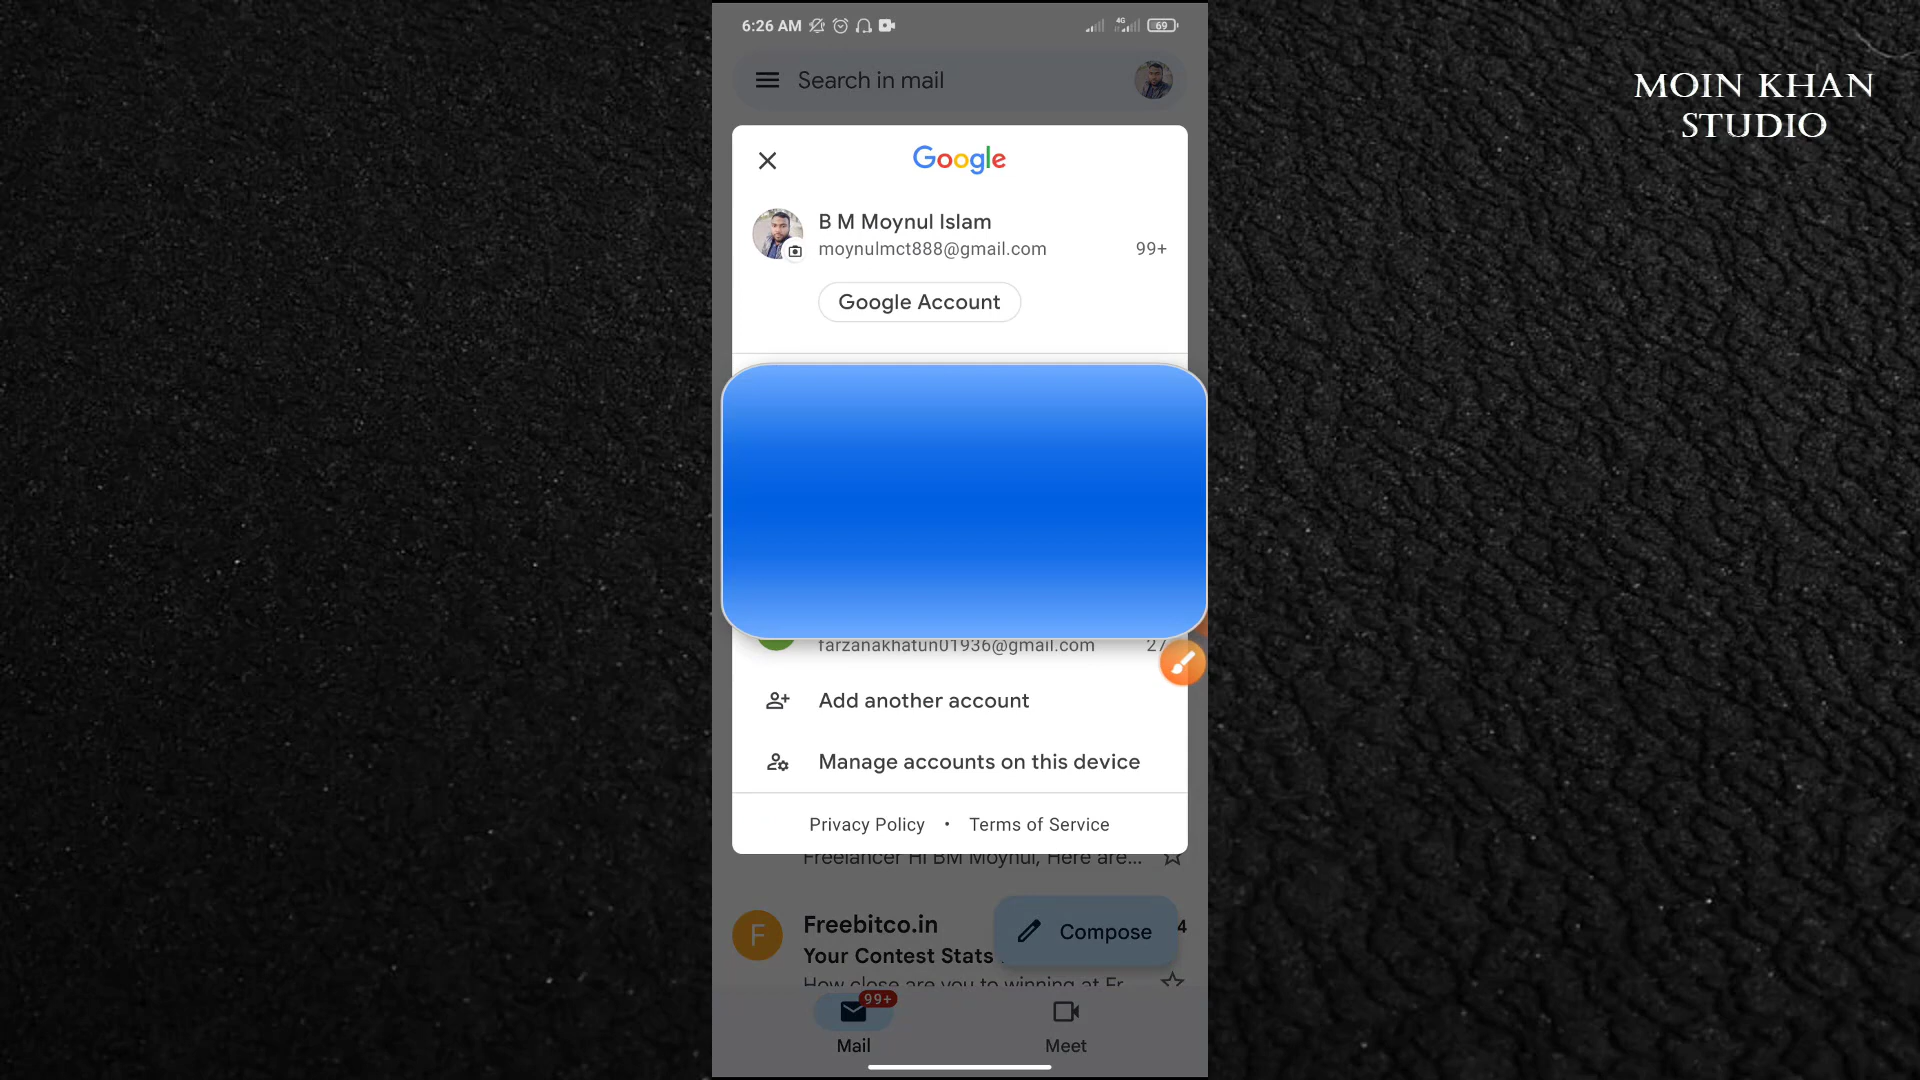 6:26 AM
4G
69
Search in mail
MOIN KHAN
STUDIO
Google
B M Moynul Islam
moynulmct888@gmail.com
99+
Google Account
farzanakhatun01936@gmail.com
27
Add another account
Manage accounts on this device
Privacy Policy • Terms of Service
Freelancer Hi BM Moynul, Here are...
F
Freebitco.in
4
Your Contest Stats
Compose
How close are you to winning at Fr
99+
Mail
Meet